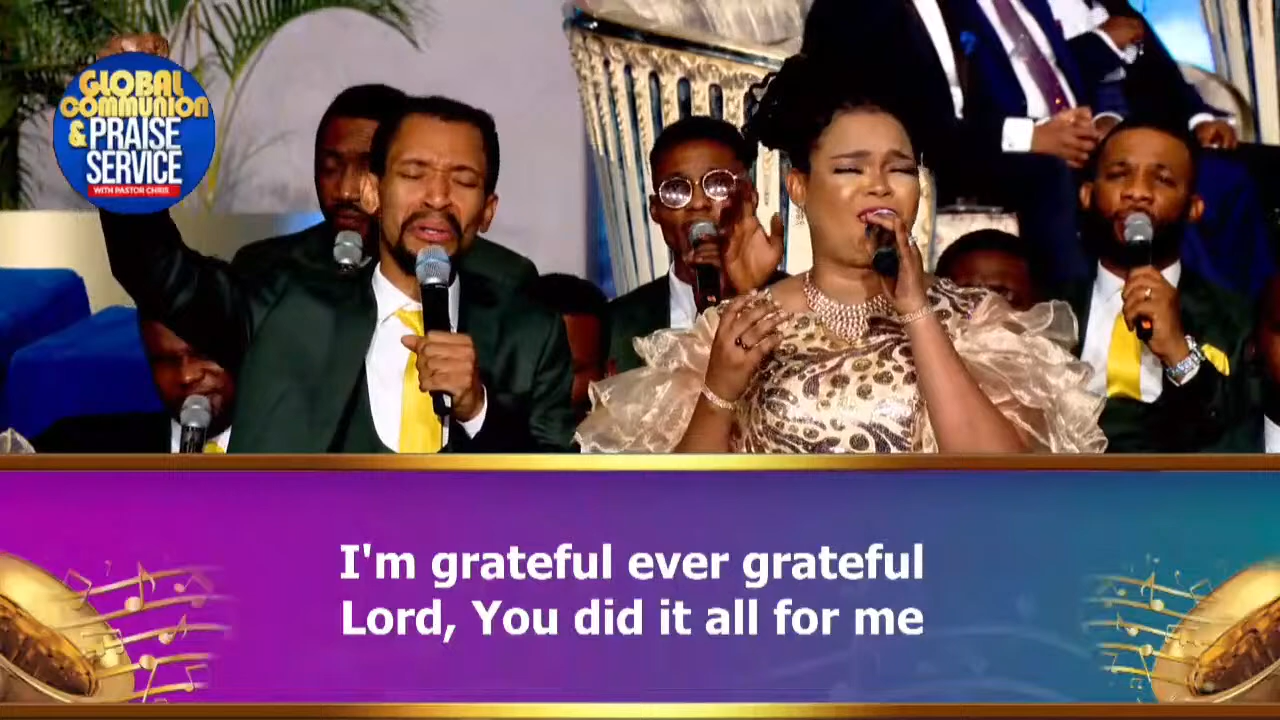 GLOBAL
COMMUNION
& PRAISE
SERVICE
WITH PASTOR CHRIS
I'm grateful ever grateful
Lord, You did it all for me